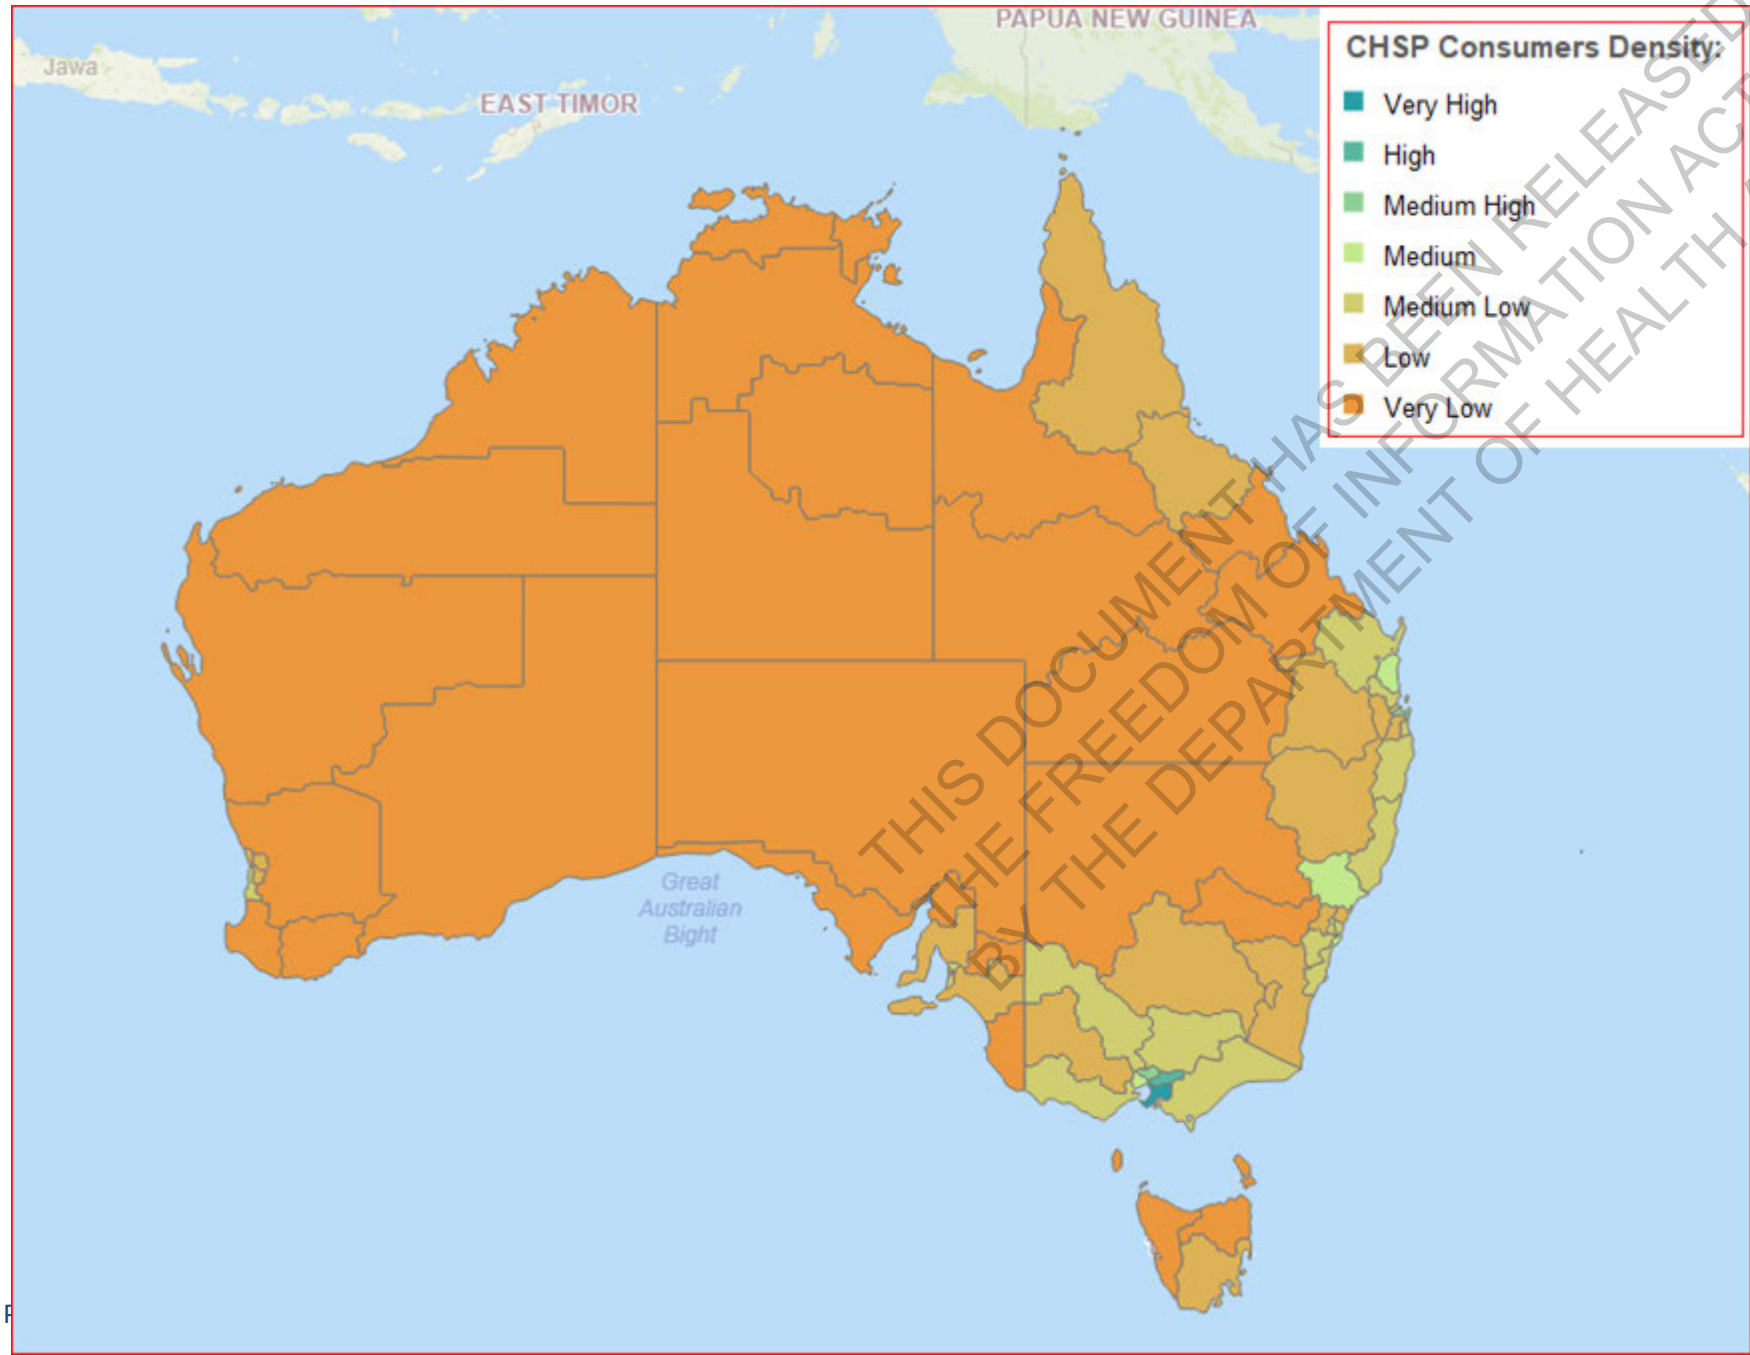 PAPUA NEW GUINEA
Jawa
EAST TIMOR
CHSP Consumers Density:
Very High
High
Medium High
Medium
Medium Low
Low
Very Low
Great
Australian
Bight
THIS DOCUMENT HAS BEEN RELEASED
THE FREEDOM OF INFORMATION ACT
BY THE DEPARTMENT OF HEALTH